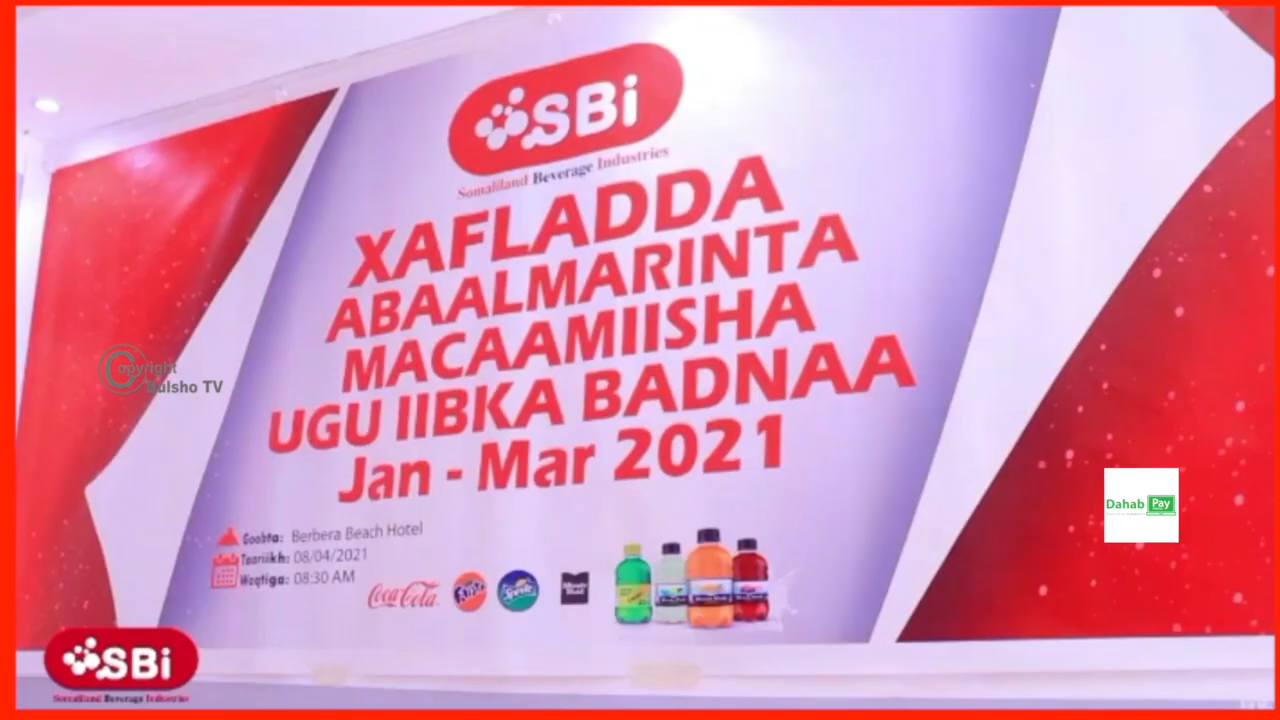 SBi
Somaliland Beverage Industries
XAFLADDA
ABAALMARINTA
MACAAMIISHA
UGU IIBKA BADNAA
Jan - Mar 2021
Goobta: Berbera Beach Hotel
Taariikh: 08/04/2021
Waqtiga: 08:30 AM
Coca-Cola
Fanta
Sprite
Minute Maid
Copyright
Bulsho TV
Dahab Pay
SBi
Somaliland Beverage Industries